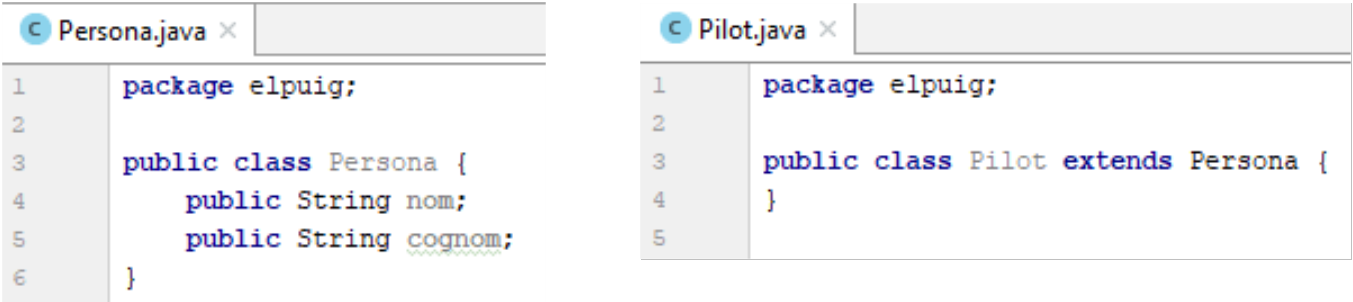 C Persona.java ×
1 package elpuig;
2
3 public class Persona {
4 public String nom;
5 public String cognom;
6 }
C Pilot.java ×
1 package elpuig;
2
3 public class Pilot extends Persona {
4 }
5